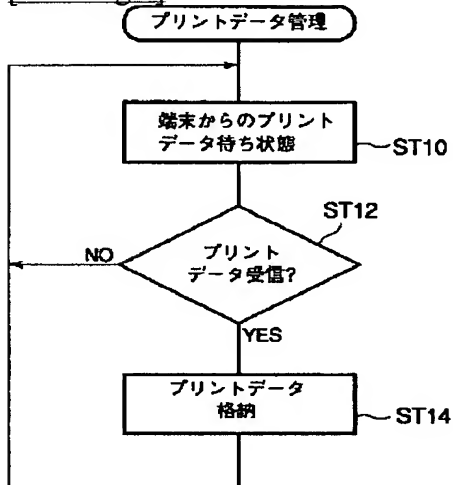 プリントデータ管理
端末からのプリント
データ待ち状態
ST10
ST12
NO
プリント
データ受信?
YES
プリントデータ
格納
ST14